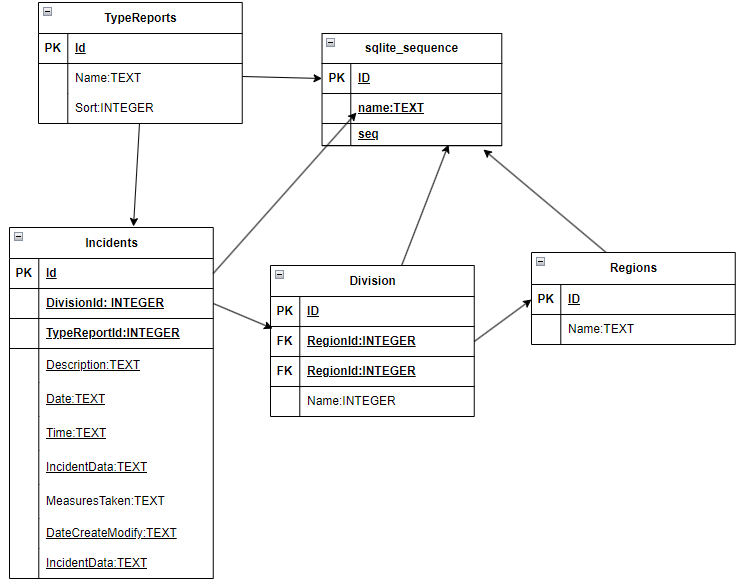 TypeReports
PK Id
Name:TEXT
Sort:INTEGER
sqlite_sequence
PK ID
name:TEXT
seq
Incidents
PK Id
DivisionId: INTEGER
TypeReportId:INTEGER
Description:TEXT
Date:TEXT
Time:TEXT
IncidentData:TEXT
MeasuresTaken:TEXT
DateCreateModify:TEXT
IncidentData:TEXT
Division
PK ID
FK RegionId:INTEGER
FK RegionId:INTEGER
Name:INTEGER
Regions
PK ID
Name:TEXT